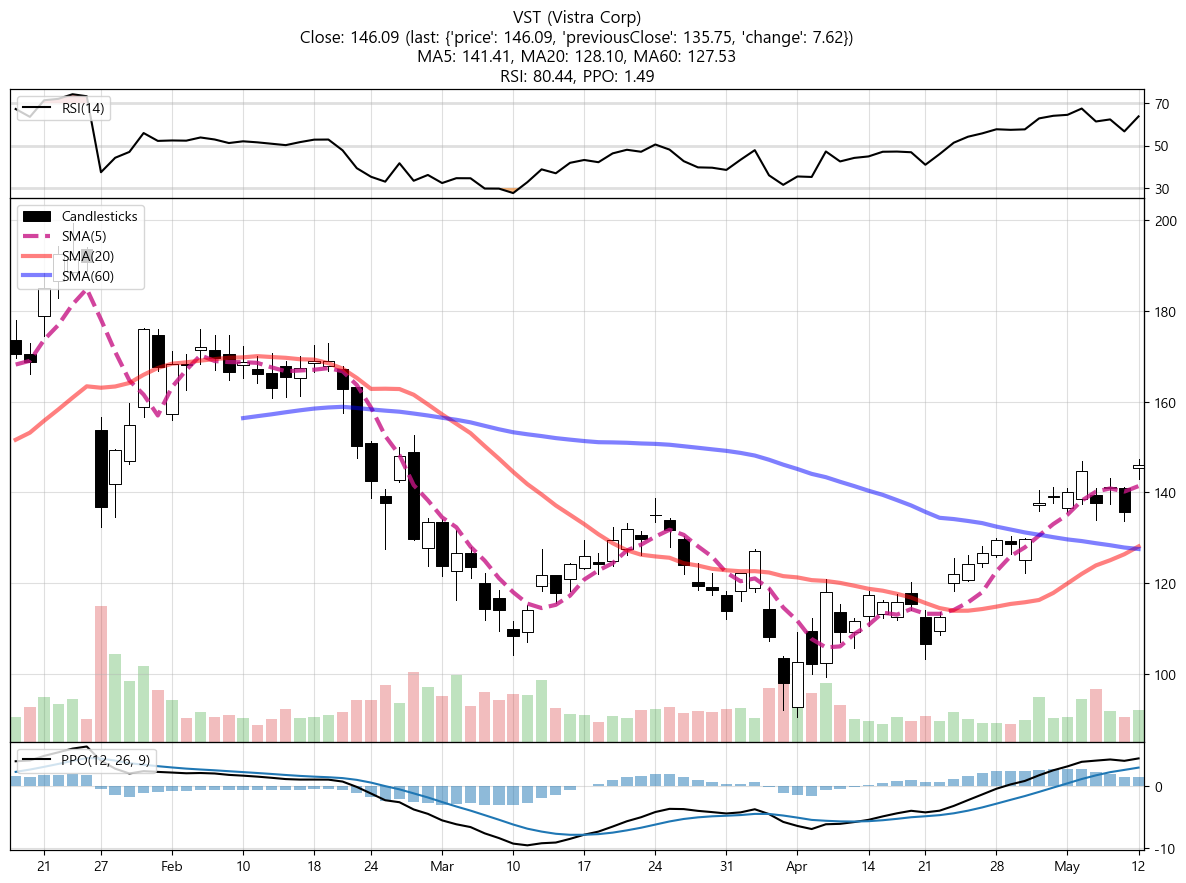 VST (Vistra Corp)
Close: 146.09 (last: {'price': 146.09, 'previousClose': 135.75, 'change': 7.62})
MA5: 141.41, MA20: 128.10, MA60: 127.53
RSI: 80.44, PPO: 1.49
RSI(14)
70
50
30
Candlesticks
SMA(5)
SMA(20)
SMA(60)
200
180
160
140
120
100
PPO(12, 26, 9)
0
-10
21 27 Feb 10 18 24 Mar 10 17 24 31 Apr 14 21 28 May 12